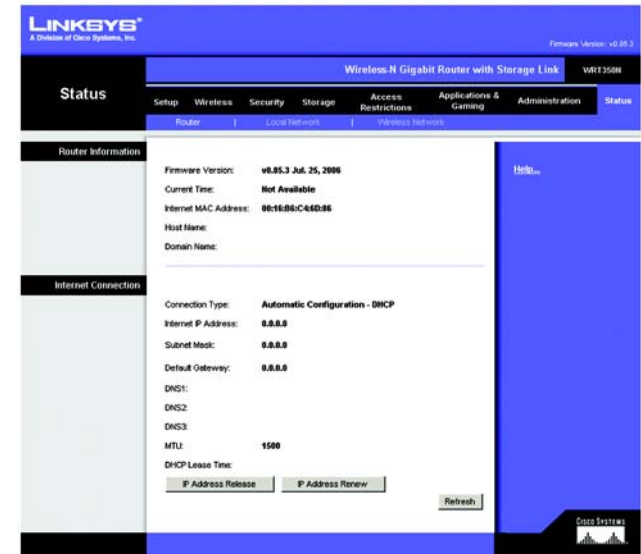 LINKSYS®
A Division of Cisco Systems, Inc.
Firmware Version: v0.05.3
Wireless-N Gigabit Router with Storage Link WRT350N
Status
Setup Wireless Security Storage Access Restrictions Applications & Gaming Administration Status
Router | Local Network | Wireless Network
Router Information
Help...
Firmware Version: v0.05.3 Jul. 25, 2006
Current Time: Not Available
Internet MAC Address: 00:16:B6:C4:6D:06
Host Name:
Domain Name:
Internet Connection
Connection Type: Automatic Configuration - DHCP
Internet IP Address: 0.0.0.0
Subnet Mask: 0.0.0.0
Default Gateway: 0.0.0.0
DNS1:
DNS2:
DNS3:
MTU: 1500
DHCP Lease Time:
IP Address Release IP Address Renew
Refresh
CISCO SYSTEMS